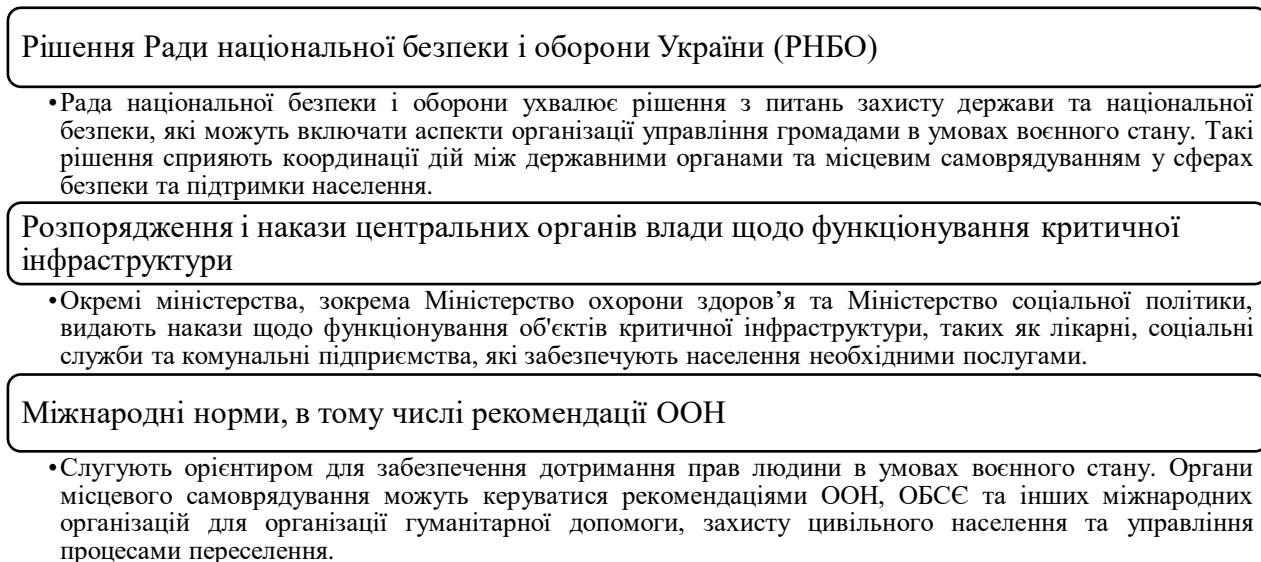 Рішення Ради національної безпеки і оборони України (РНБО)
•Рада національної безпеки і оборони ухвалює рішення з питань захисту держави та національної
безпеки, які можуть включати аспекти організації управління громадами в умовах воєнного стану. Такі
рішення сприяють координації дій між державними органами та місцевим самоврядуванням у сферах
безпеки та підтримки населення.
Розпорядження і накази центральних органів влади щодо функціонування критичної
інфраструктури
•Окремі міністерства, зокрема Міністерство охорони здоров’я та Міністерство соціальної політики,
видають накази щодо функціонування об'єктів критичної інфраструктури, таких як лікарні, соціальні
служби та комунальні підприємства, які забезпечують населення необхідними послугами.
Міжнародні норми, в тому числі рекомендації ООН
•Слугують орієнтиром для забезпечення дотримання прав людини в умовах воєнного стану. Органи
місцевого самоврядування можуть керуватися рекомендаціями ООН, ОБСЄ та інших міжнародних
організацій для організації гуманітарної допомоги, захисту цивільного населення та управління
процесами переселення.